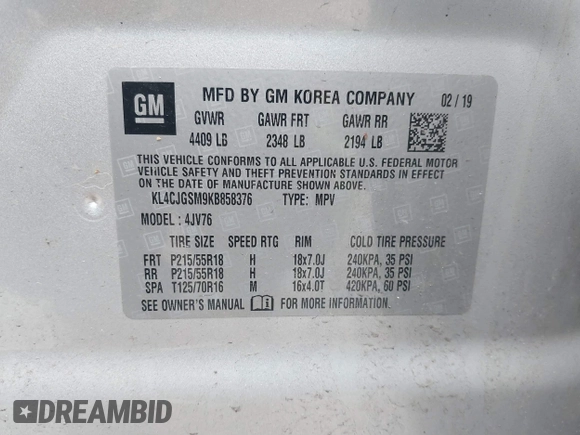 GM
MFD BY GM KOREA COMPANY 02 / 19
GVWR GAWR FRT GAWR RR
4409 LB 2348 LB 2194 LB
THIS VEHICLE CONFORMS TO ALL APPLICABLE U.S. FEDERAL MOTOR
VEHICLE SAFETY AND THEFT PREVENTION STANDARDS IN EFFECT
ON THE DATE OF MANUFACTURE SHOWN ABOVE.
KL4CJGSM9KB858376 TYPE: MPV
MODEL : 4JV76
TIRE SIZE SPEED RTG RIM COLD TIRE PRESSURE
FRT P215/55R18 H 18x7.0J 240KPA, 35 PSI
RR P215/55R18 H 18x7.0J 240KPA, 35 PSI
SPA T125/70R16 M 16x4.0T 420KPA, 60 PSI
SEE OWNER'S MANUAL FOR MORE INFORMATION.
DREAMBID